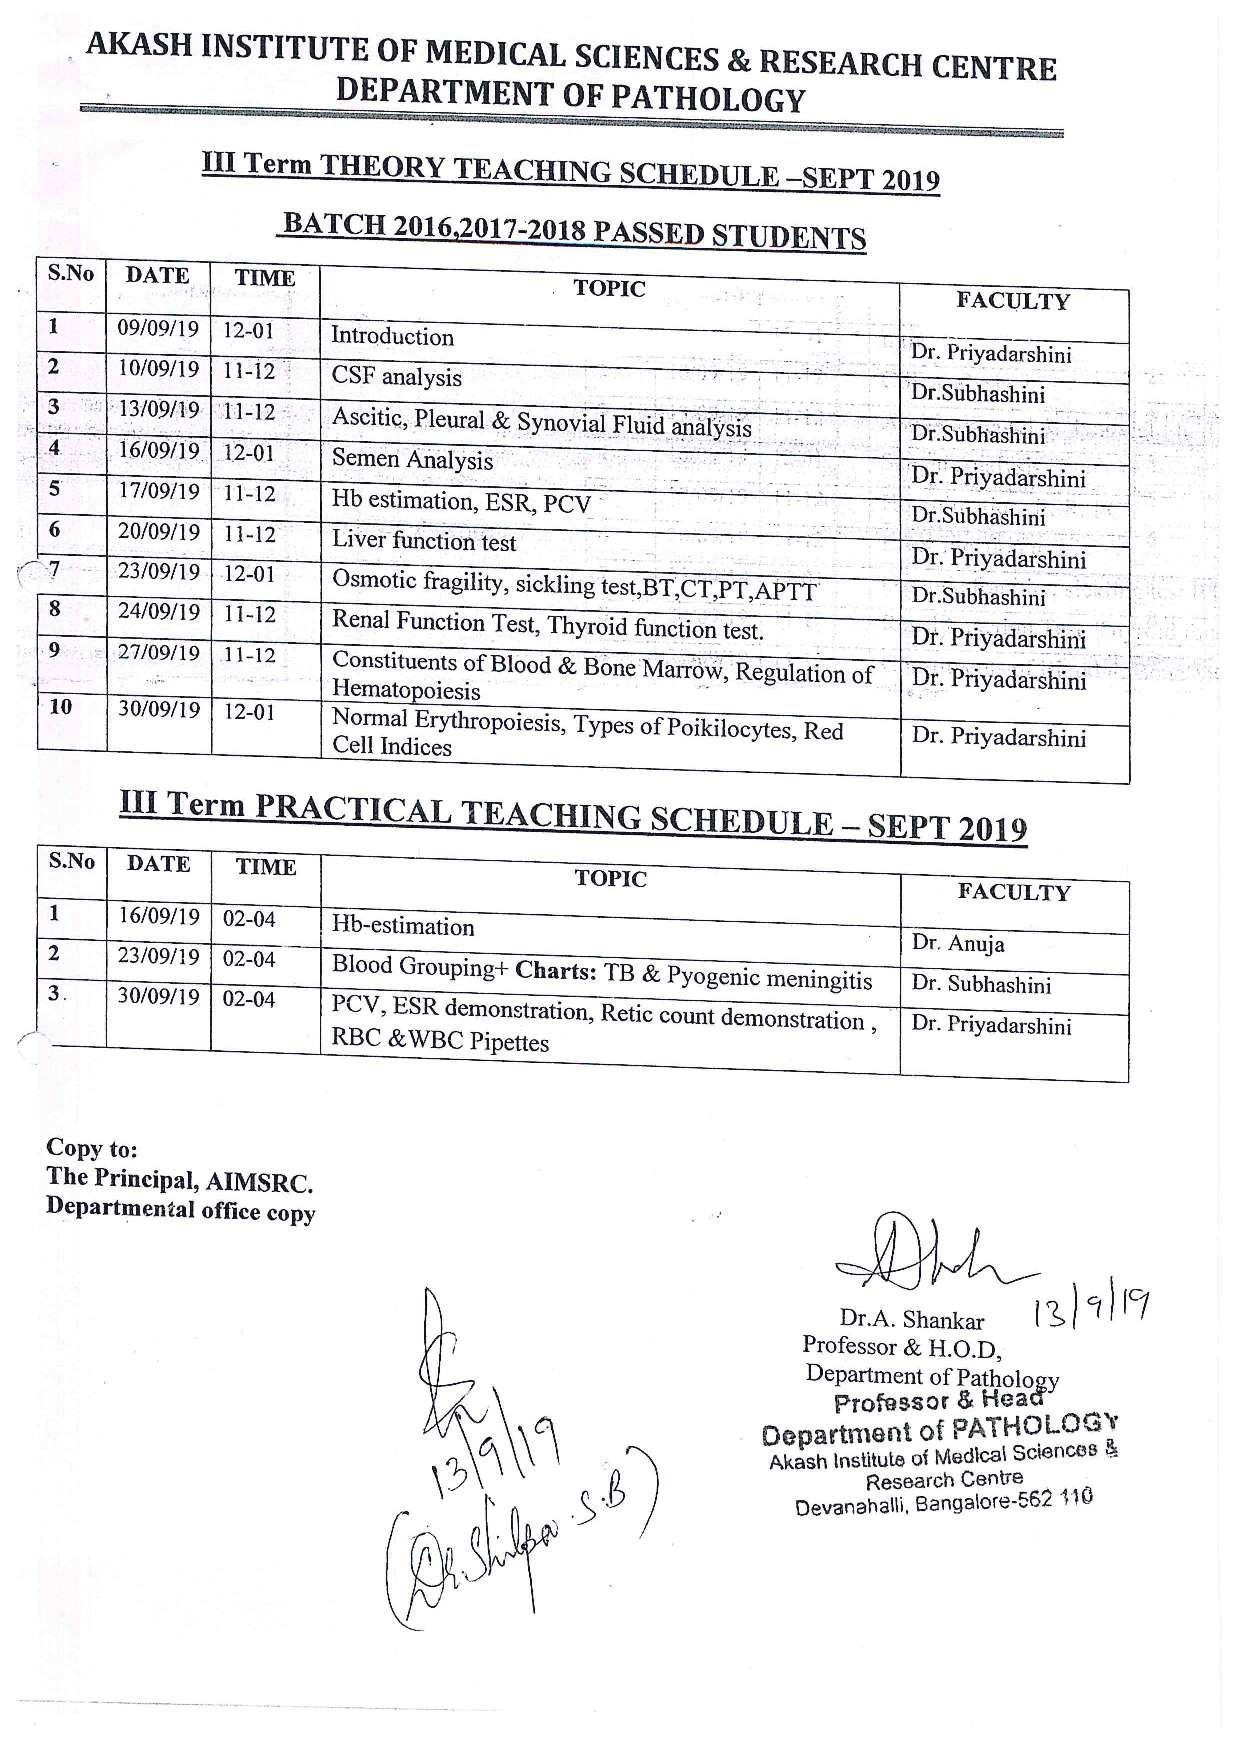 AKASH INSTITUTE OF MEDICAL SCIENCES & RESEARCH CENTRE
DEPARTMENT OF PATHOLOGY
III Term THEORY TEACHING SCHEDULE –SEPT 2019
BATCH 2016,2017-2018 PASSED STUDENTS
S.No DATE TIME TOPIC FACULTY
1 09/09/19 12-01 Introduction Dr. Priyadarshini
2 10/09/19 11-12 CSF analysis Dr.Subhashini
3 13/09/19 11-12 Ascitic, Pleural & Synovial Fluid analysis Dr.Subhashini
4 16/09/19 12-01 Semen Analysis Dr. Priyadarshini
5 17/09/19 11-12 Hb estimation, ESR, PCV Dr.Subhashini
6 20/09/19 11-12 Liver function test Dr. Priyadarshini
7 23/09/19 12-01 Osmotic fragility, sickling test,BT,CT,PT,APTT Dr.Subhashini
8 24/09/19 11-12 Renal Function Test, Thyroid function test. Dr. Priyadarshini
9 27/09/19 11-12 Constituents of Blood & Bone Marrow, Regulation of Dr. Priyadarshini
Hematopoiesis
10 30/09/19 12-01 Normal Erythropoiesis, Types of Poikilocytes, Red Dr. Priyadarshini
Cell Indices
III Term PRACTICAL TEACHING SCHEDULE – SEPT 2019
S.No DATE TIME TOPIC FACULTY
1 16/09/19 02-04 Hb-estimation Dr. Anuja
2 23/09/19 02-04 Blood Grouping+ Charts: TB & Pyogenic meningitis Dr. Subhashini
3. 30/09/19 02-04 PCV, ESR demonstration, Retic count demonstration , Dr. Priyadarshini
RBC &WBC Pipettes
Copy to:
The Principal, AIMSRC.
Departmental office copy
13/9/19
Dr.A. Shankar
Professor & H.O.D,
Department of Pathology
Professor & Head
Department of PATHOLOGY
Akash Institute of Medical Sciences &
Research Centre
Devanahalli, Bangalore-562 110
13/9/19
(Dr. Shilpa .S.B)